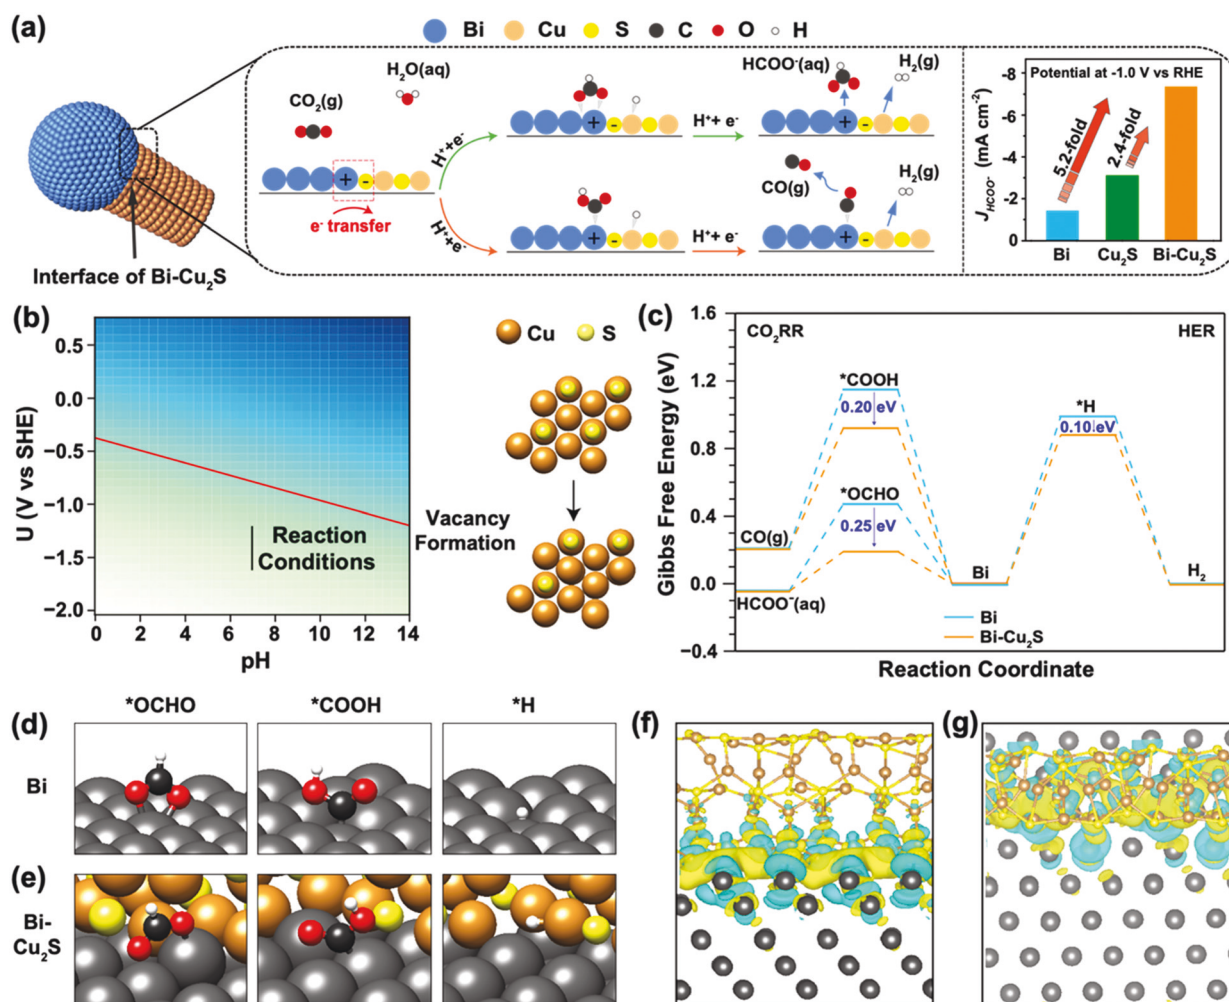 (a)
Bi Cu S C O H
CO₂(g)
H₂O(aq)
+ -
e⁻ transfer
H⁺+e⁻
H⁺+e⁻
+ -
H⁺+ e⁻
HCOO⁻(aq)
H₂(g)
+ -
+ -
H⁺+ e⁻
CO(g)
H₂(g)
+ -
Interface of Bi-Cu₂S
Potential at -1.0 V vs RHE
J_HCOO⁻ (mA cm⁻²)
-8
-6
-4
-2
0
5.2-fold
2.4-fold
Bi Cu₂S Bi-Cu₂S
(b)
U (V vs SHE)
0.5
0.0
−0.5
−1.0
−1.5
−2.0
Reaction
Conditions
0 2 4 6 8 10 12 14
pH
Cu S
Vacancy
Formation
(c)
Gibbs Free Energy (eV)
1.6
1.2
0.8
0.4
0.0
−0.4
CO₂RR
HER
*COOH
0.20 eV
*H
0.10 eV
*OCHO
0.25 eV
CO(g)
HCOO⁻(aq)
Bi
H₂
Bi
Bi-Cu₂S
Reaction Coordinate
(d)
*OCHO *COOH *H
Bi
(e)
Bi-
Cu₂S
(f)
(g)